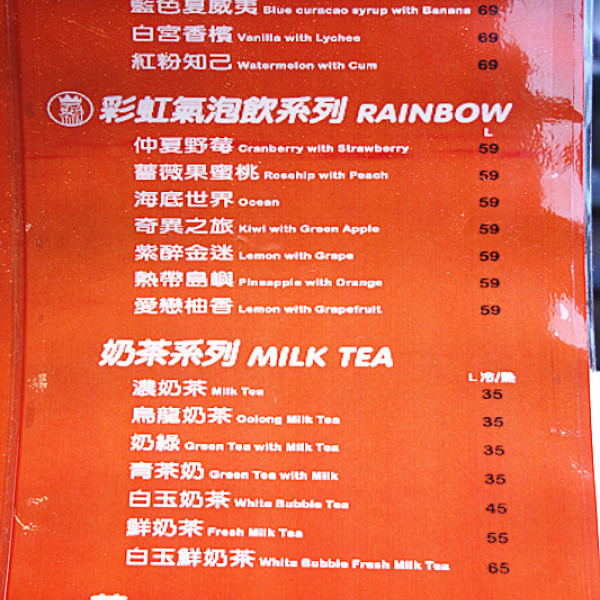 藍色夏威夷 Blue curacao syrup with Banana 69
白宮香檳 Vanilla with Lychee 69
紅粉知己 Watermelon with Cum 69
彩虹氣泡飲系列 RAINBOW
L
仲夏野莓 Cranberry with Strawberry 59
薔薇果蜜桃 Rosehip with Peach 59
海底世界 Ocean 59
奇異之旅 Kiwi with Green Apple 59
紫醉金迷 Lemon with Grape 59
熱帶島嶼 Pineapple with Orange 59
愛戀柚香 Lemon with Grapefruit 59
奶茶系列 MILK TEA
L 冷/熱
濃奶茶 Milk Tea 35
烏龍奶茶 Oolong Milk Tea 35
奶綠 Green Tea with Milk Tea 35
青茶奶 Green Tea with Milk 35
白玉奶茶 White Bubble Tea 45
鮮奶茶 Fresh Milk Tea 55
白玉鮮奶茶 White Bubble Fresh Milk Tea 65